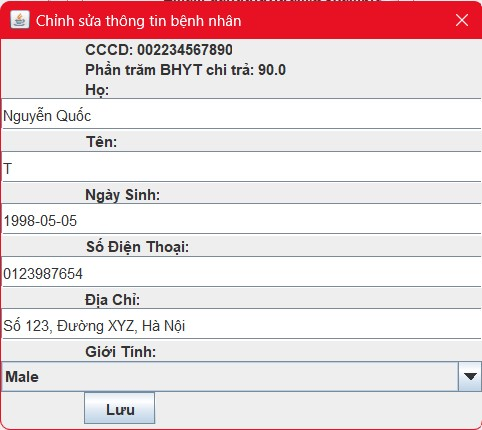 Chỉnh sửa thông tin bệnh nhân
CCCD: 002234567890
Phần trăm BHYT chi trả: 90.0
Họ:
Nguyễn Quốc
Tên:
T
Ngày Sinh:
1998-05-05
Số Điện Thoại:
0123987654
Địa Chỉ:
Số 123, Đường XYZ, Hà Nội
Giới Tính:
Male
Lưu